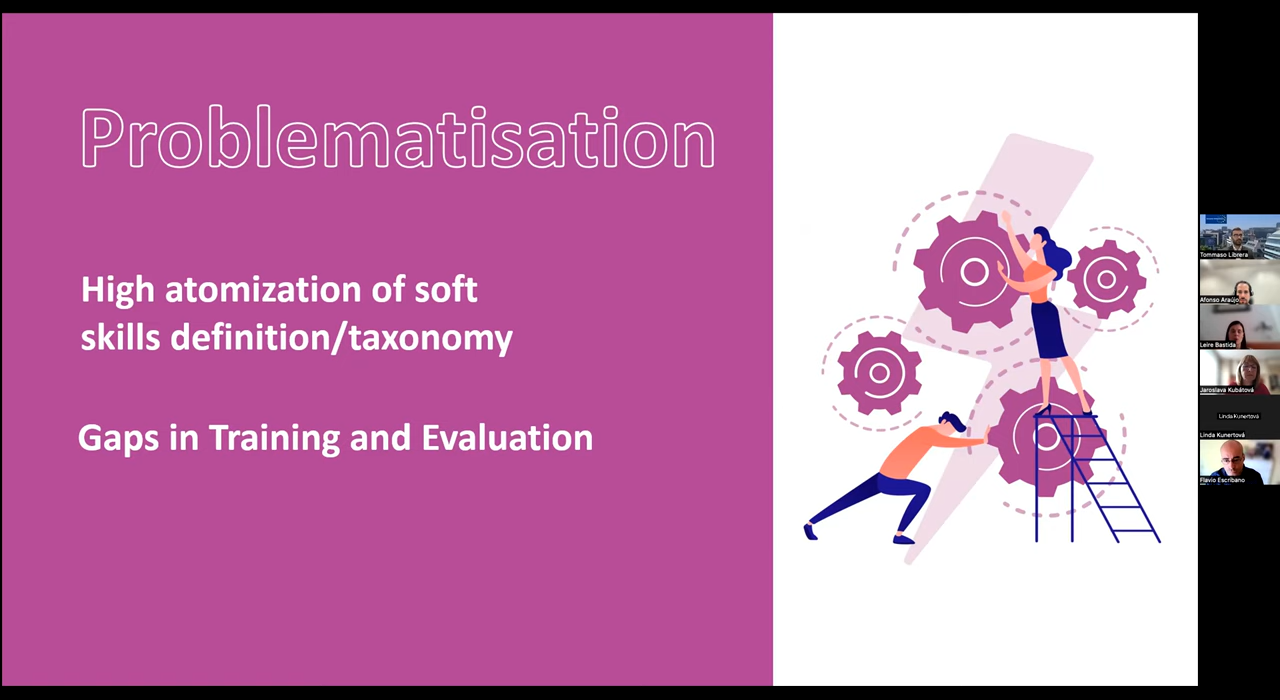 Problematisation
High atomization of soft
skills definition/taxonomy
Gaps in Training and Evaluation
Tommaso Librera
Afonso Araújo
Leire Bastida
Jaroslava Kubátová
Linda Kunertová
Linda Kunertová
Flavio Escribano